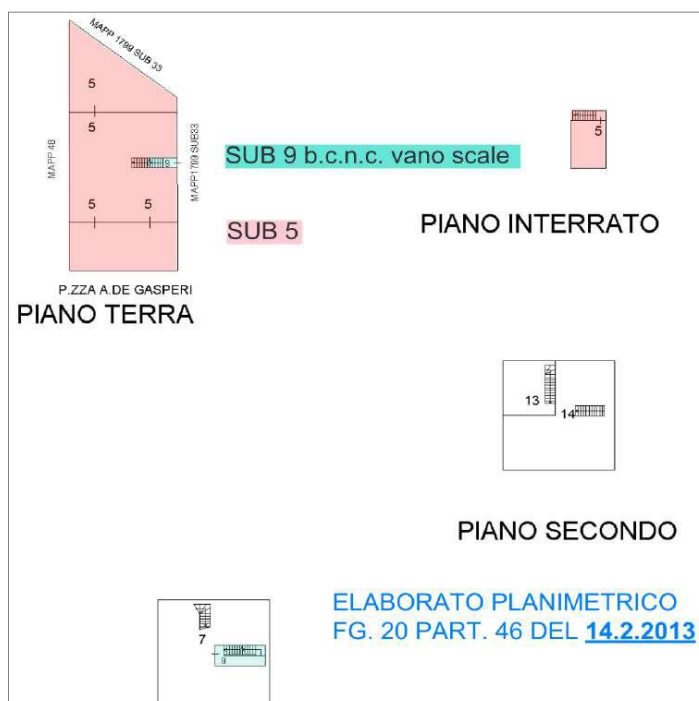 MAPP 1799 SUB 33
5
5
MAPP 48
9
MAPP1799 SUB33
5 5
P.ZZA A.DE GASPERI
PIANO TERRA
SUB 9 b.c.n.c. vano scale
SUB 5
5
PIANO INTERRATO
13
14
PIANO SECONDO
7
9
ELABORATO PLANIMETRICO
FG. 20 PART. 46 DEL 14.2.2013